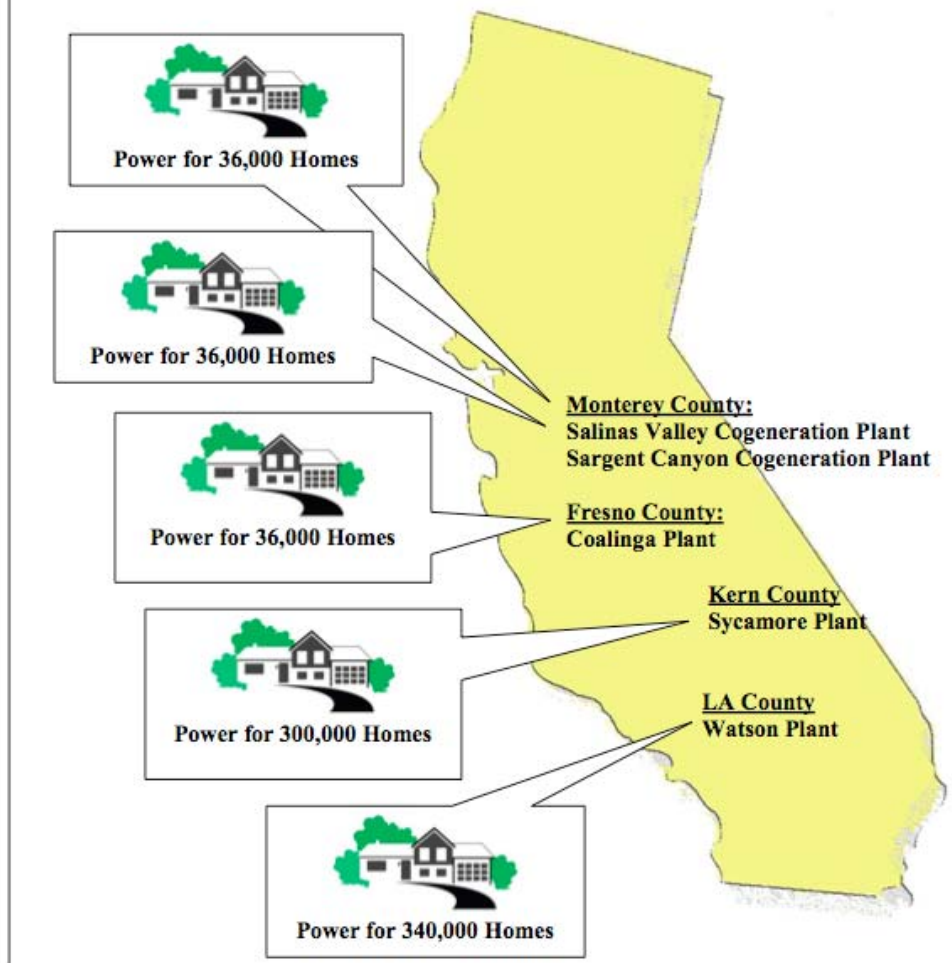 Power for 36,000 Homes
Power for 36,000 Homes
Monterey County:
Salinas Valley Cogeneration Plant
Sargent Canyon Cogeneration Plant
Power for 36,000 Homes
Fresno County:
Coalinga Plant
Kern County
Sycamore Plant
Power for 300,000 Homes
LA County
Watson Plant
Power for 340,000 Homes